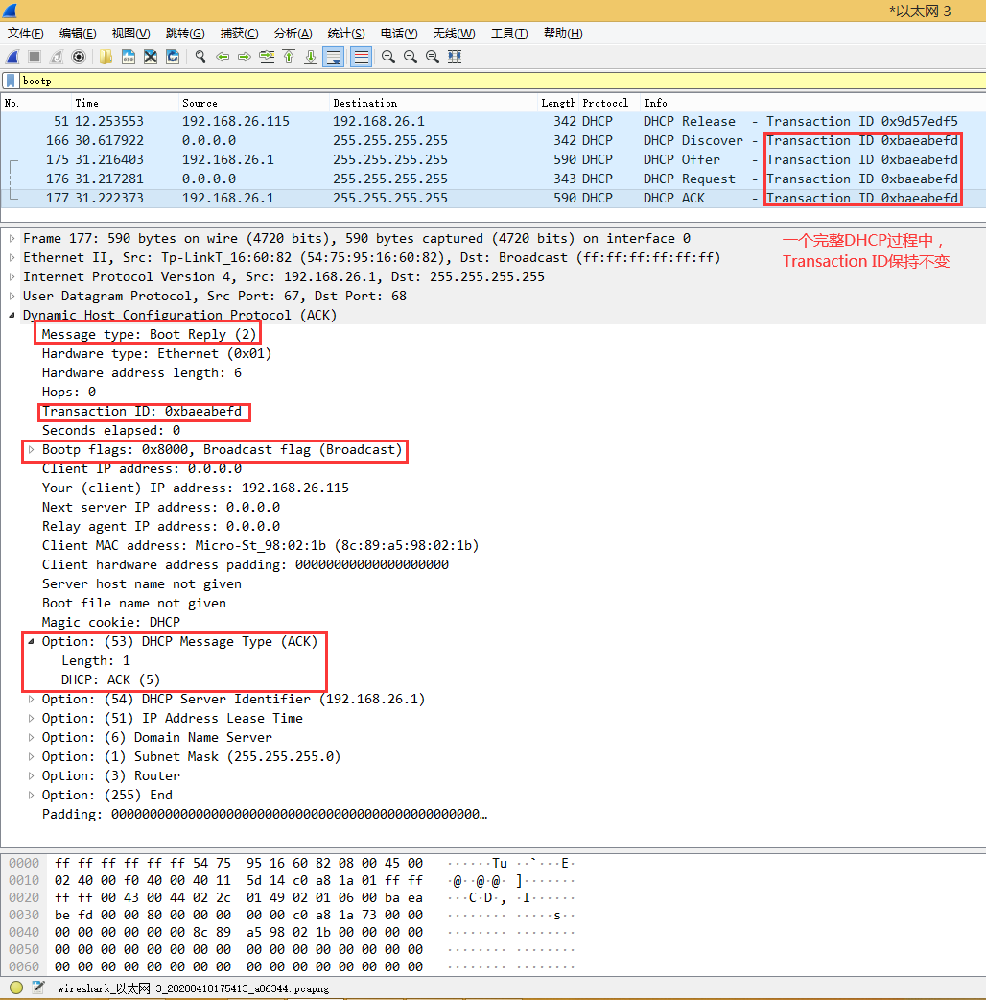 *以太网 3
文件(F) 编辑(E) 视图(V) 跳转(G) 捕获(C) 分析(A) 统计(S) 电话(Y) 无线(W) 工具(T) 帮助(H)
bootp
No. Time Source Destination Length Protocol Info
51 12.253553 192.168.26.115 192.168.26.1 342 DHCP DHCP Release - Transaction ID 0x9d57edf5
166 30.617922 0.0.0.0 255.255.255.255 342 DHCP DHCP Discover - Transaction ID 0xbaeabefd
175 31.216403 192.168.26.1 255.255.255.255 590 DHCP DHCP Offer - Transaction ID 0xbaeabefd
176 31.217281 0.0.0.0 255.255.255.255 343 DHCP DHCP Request - Transaction ID 0xbaeabefd
177 31.222373 192.168.26.1 255.255.255.255 590 DHCP DHCP ACK - Transaction ID 0xbaeabefd
Frame 177: 590 bytes on wire (4720 bits), 590 bytes captured (4720 bits) on interface 0
一个完整DHCP过程中，
Transaction ID保持不变
Ethernet II, Src: Tp-LinkT_16:60:82 (54:75:95:16:60:82), Dst: Broadcast (ff:ff:ff:ff:ff:ff)
Internet Protocol Version 4, Src: 192.168.26.1, Dst: 255.255.255.255
User Datagram Protocol, Src Port: 67, Dst Port: 68
Dynamic Host Configuration Protocol (ACK)
Message type: Boot Reply (2)
Hardware type: Ethernet (0x01)
Hardware address length: 6
Hops: 0
Transaction ID: 0xbaeabefd
Seconds elapsed: 0
Bootp flags: 0x8000, Broadcast flag (Broadcast)
Client IP address: 0.0.0.0
Your (client) IP address: 192.168.26.115
Next server IP address: 0.0.0.0
Relay agent IP address: 0.0.0.0
Client MAC address: Micro-St_98:02:1b (8c:89:a5:98:02:1b)
Client hardware address padding: 00000000000000000000
Server host name not given
Boot file name not given
Magic cookie: DHCP
Option: (53) DHCP Message Type (ACK)
Length: 1
DHCP: ACK (5)
Option: (54) DHCP Server Identifier (192.168.26.1)
Option: (51) IP Address Lease Time
Option: (6) Domain Name Server
Option: (1) Subnet Mask (255.255.255.0)
Option: (3) Router
Option: (255) End
Padding: 000000000000000000000000000000000000000000000000…
0000 ff ff ff ff ff ff 54 75 95 16 60 82 08 00 45 00 ······Tu ··`···E·
0010 02 40 00 f0 40 00 40 11 5d 14 c0 a8 1a 01 ff ff ·@··@·@· ]·······
0020 ff ff 00 43 00 44 02 2c 01 49 02 01 06 00 ba ea ···C·D·, ·I······
0030 be fd 00 00 80 00 00 00 00 00 c0 a8 1a 73 00 00 ········ ·····s··
0040 00 00 00 00 00 00 8c 89 a5 98 02 1b 00 00 00 00 ········ ········
0050 00 00 00 00 00 00 00 00 00 00 00 00 00 00 00 00 ········ ········
0060 00 00 00 00 00 00 00 00 00 00 00 00 00 00 00 00 ········ ········
wireshark_以太网 3_20200410175413_a06344.pcapng